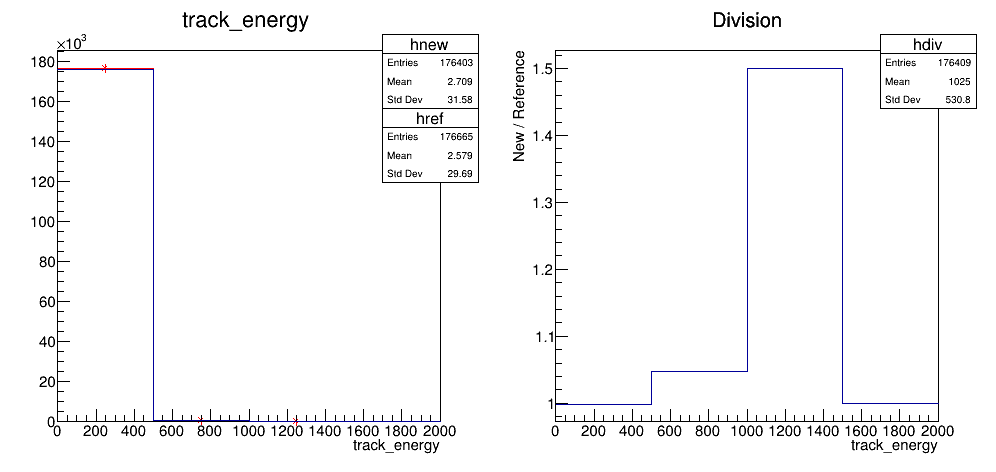 track_energy
×10³
180
160
140
120
100
80
60
40
20
0
0 200 400 600 800 1000 1200 1400 1600 1800 2000
track_energy
hnew
Entries 176403
Mean 2.709
Std Dev 31.58
href
Entries 176665
Mean 2.579
Std Dev 29.69
Division
New / Reference
1.5
1.4
1.3
1.2
1.1
1
0 200 400 600 800 1000 1200 1400 1600 1800 2000
track_energy
hdiv
Entries 176409
Mean 1025
Std Dev 530.8